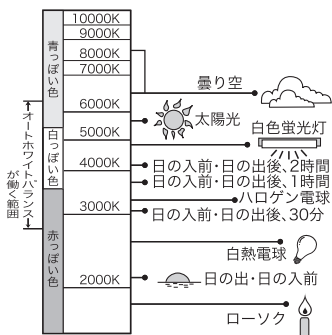 10000K
9000K
8000K
7000K
6000K
5000K
4000K
3000K
2000K
青っぽい色
白っぽい色
赤っぽい色
オートホワイトバランスが働く範囲
曇り空
太陽光
白色蛍光灯
日の入前・日の出後、2時間
日の入前・日の出後、1時間
ハロゲン電球
日の入前・日の出後、30分
白熱電球
日の出・日の入前
ローソク